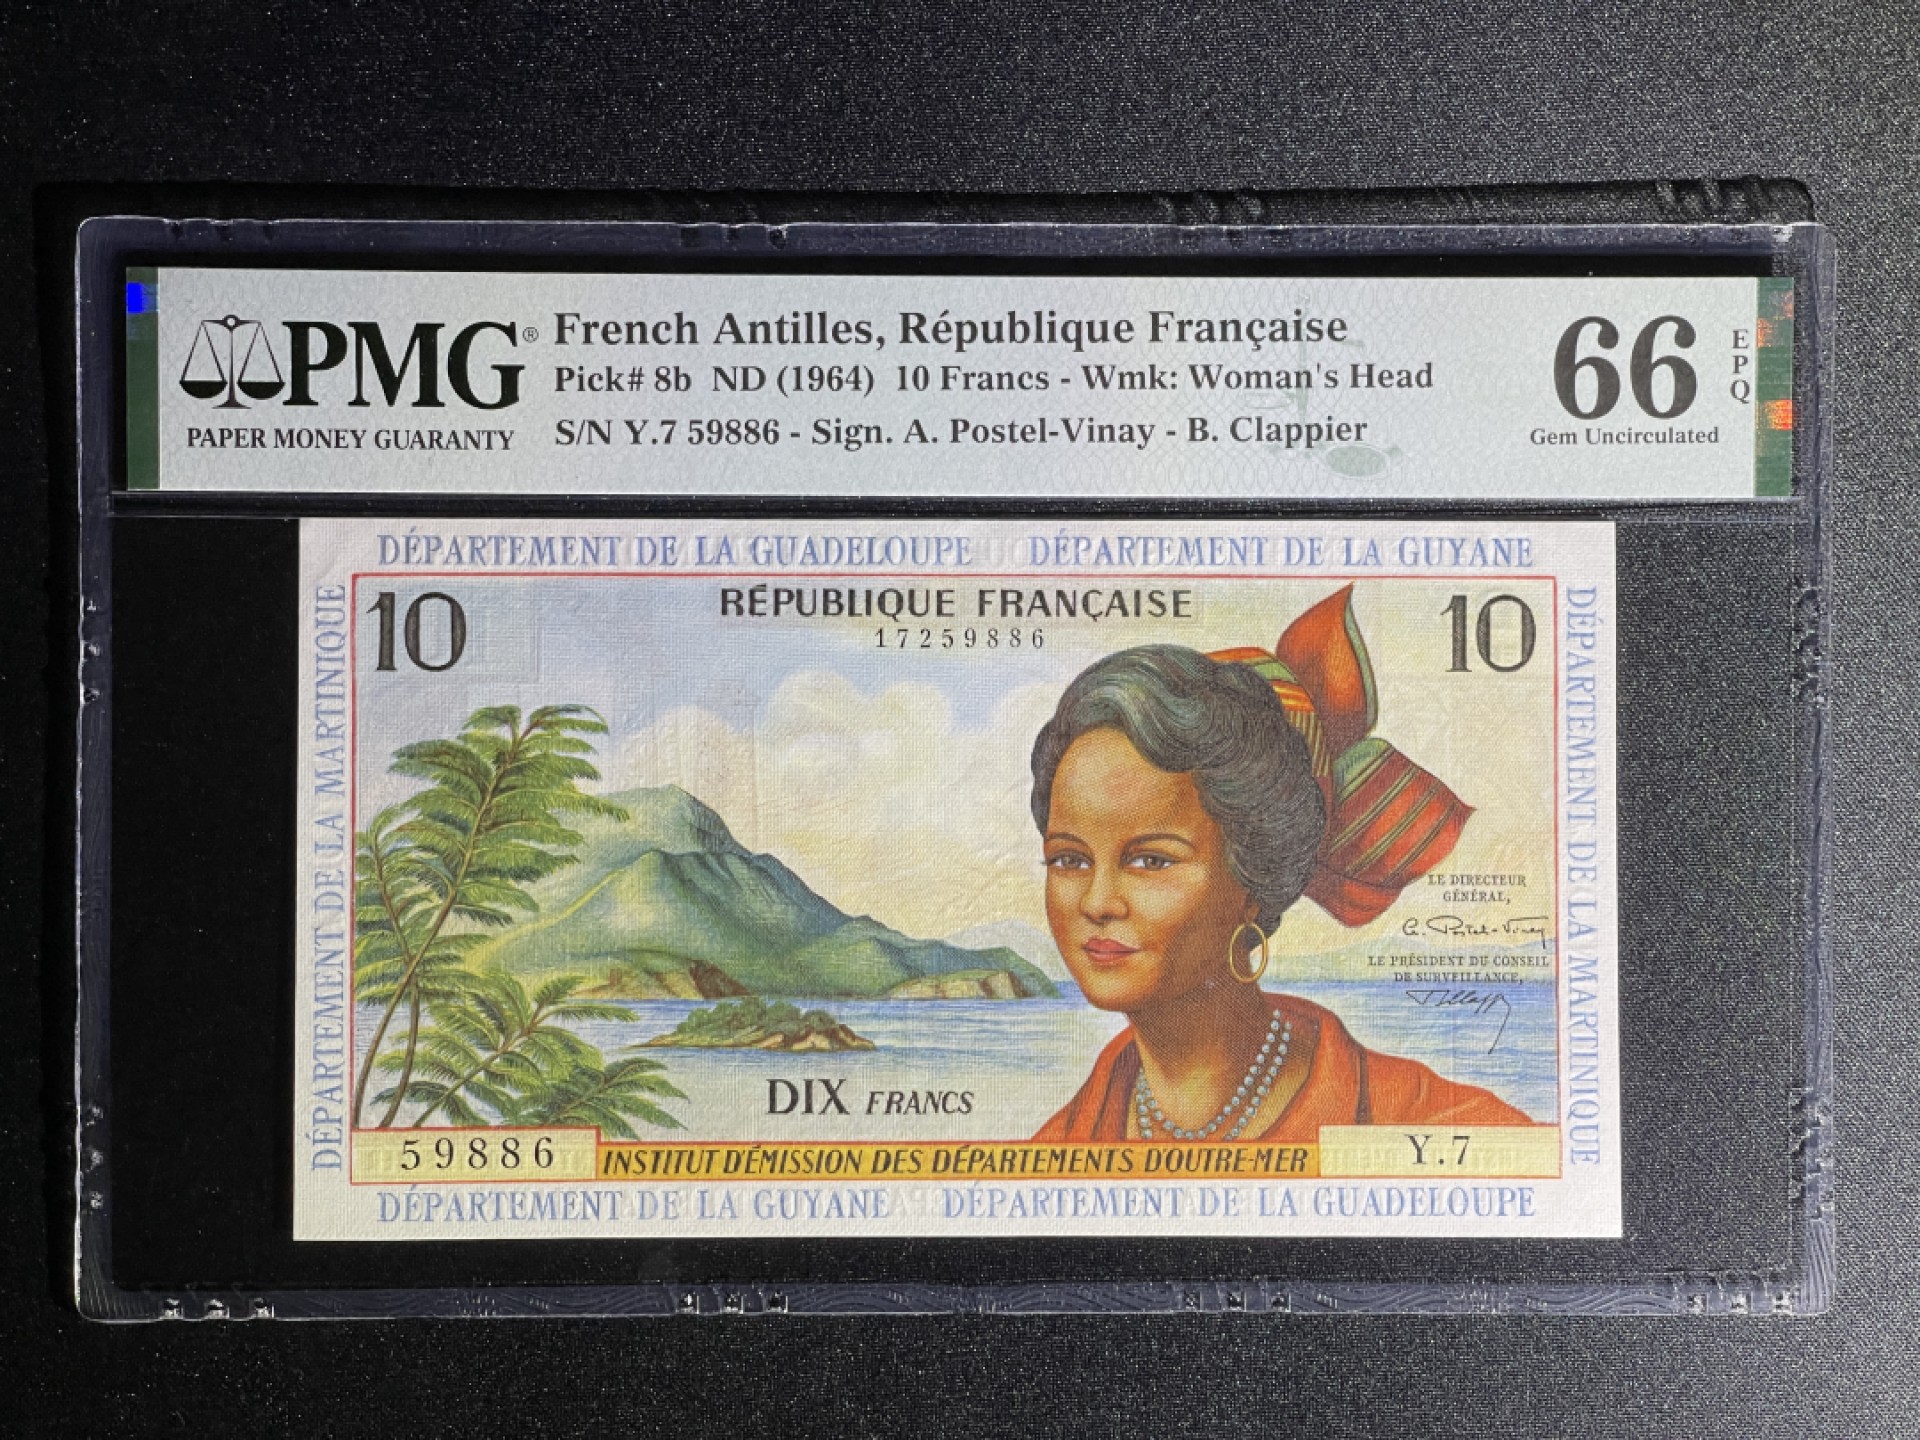 PMG®
PAPER MONEY GUARANTY
French Antilles, République Française
Pick# 8b ND (1964) 10 Francs - Wmk: Woman's Head
S/N Y.7 59886 - Sign. A. Postel-Vinay - B. Clappier
66
EPQ
Gem Uncirculated
DÉPARTEMENT DE LA GUADELOUPE DÉPARTEMENT DE LA GUYANE
DÉPARTEMENT DE LA MARTINIQUE
DÉPARTEMENT DE LA MARTINIQUE
10
RÉPUBLIQUE FRANÇAISE
10
17259886
LE DIRECTEUR
GÉNÉRAL,
A. Postel-Vinay
LE PRÉSIDENT DU CONSEIL
DE SURVEILLANCE,
DIX FRANCS
59886
INSTITUT D'ÉMISSION DES DÉPARTEMENTS D'OUTRE-MER
Y.7
DÉPARTEMENT DE LA GUYANE DÉPARTEMENT DE LA GUADELOUPE